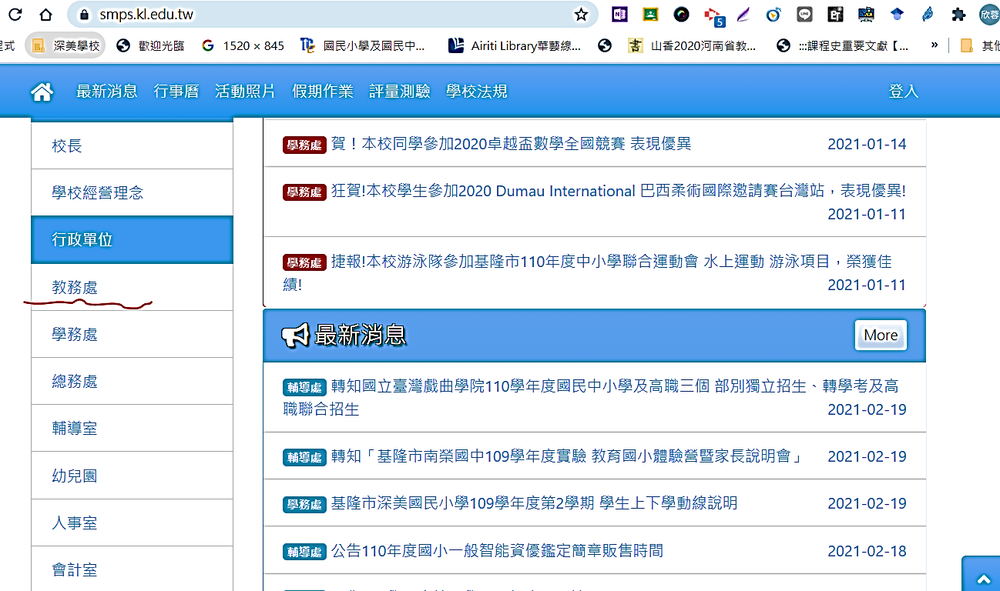 smps.kl.edu.tw
5
欣蓉
程式
深美學校
歡迎光臨
1520 × 845
國民小學及國民中...
Airiti Library華藝線...
山香2020河南省教...
:::課程史重要文獻【...
»
其他
最新消息 行事曆 活動照片 假期作業 評量測驗 學校法規 登入
校長
學校經營理念
行政單位
教務處
學務處
總務處
輔導室
幼兒園
人事室
會計室
學務處 賀！本校同學參加2020卓越盃數學全國競賽 表現優異 2021-01-14
學務處 狂賀!本校學生參加2020 Dumau International 巴西柔術國際邀請賽台灣站，表現優異!
2021-01-11
學務處 捷報!本校游泳隊參加基隆市110年度中小學聯合運動會 水上運動 游泳項目，榮獲佳
績! 2021-01-11
最新消息 More
輔導處 轉知國立臺灣戲曲學院110學年度國民中小學及高職三個 部別獨立招生、轉學考及高
職聯合招生 2021-02-19
輔導處 轉知「基隆市南榮國中109學年度實驗 教育國小體驗營暨家長說明會」 2021-02-19
學務處 基隆市深美國民小學109學年度第2學期 學生上下學動線說明 2021-02-19
輔導處 公告110年度國小一般智能資優鑑定簡章販售時間 2021-02-18